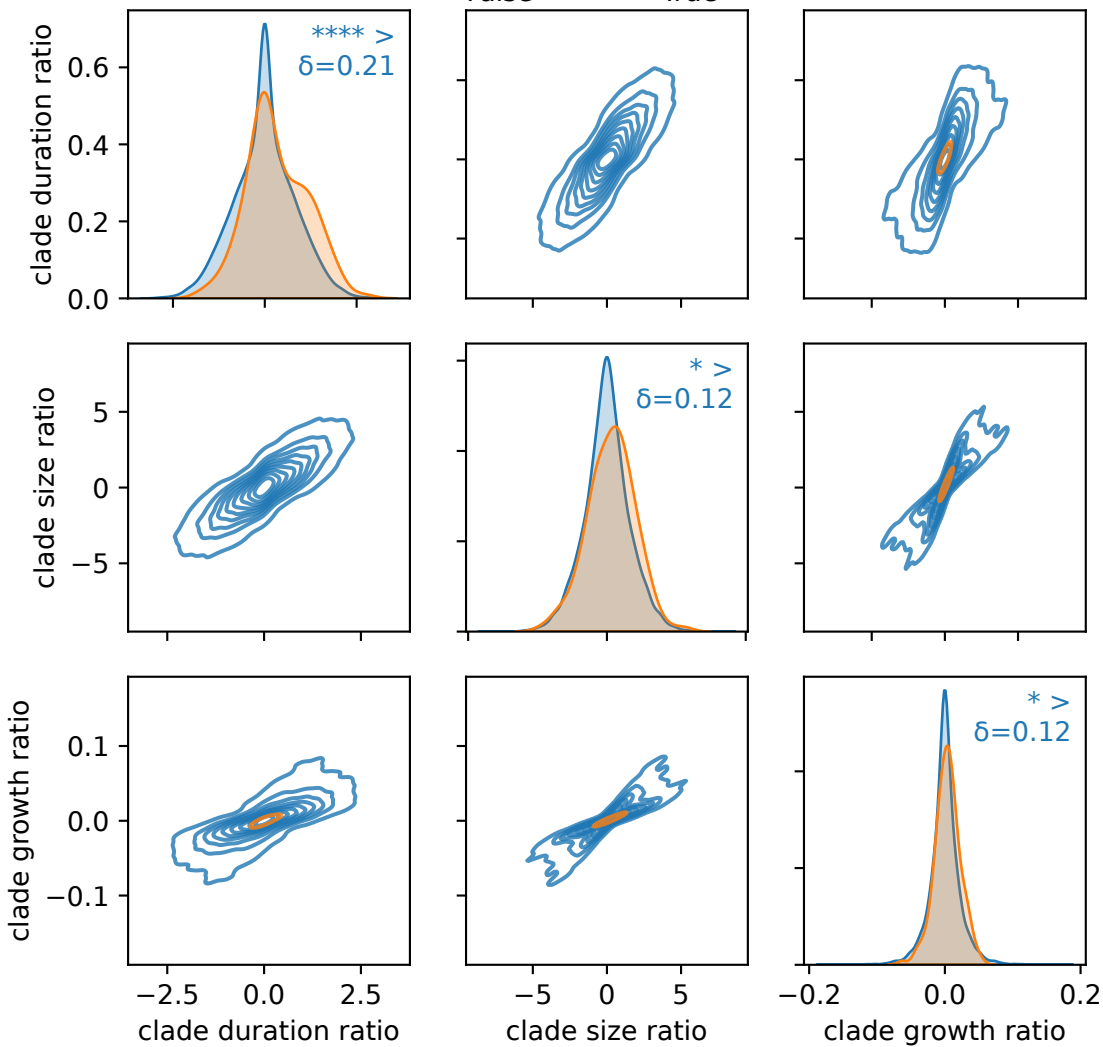 False True
clade duration ratio
0.6
0.4
0.2
0.0
**** >
δ=0.21
clade size ratio
5
0
−5
* >
δ=0.12
clade growth ratio
0.1
0.0
−0.1
* >
δ=0.12
−2.5 0.0 2.5
−5 0 5
−0.2 0.0 0.2
clade duration ratio
clade size ratio
clade growth ratio